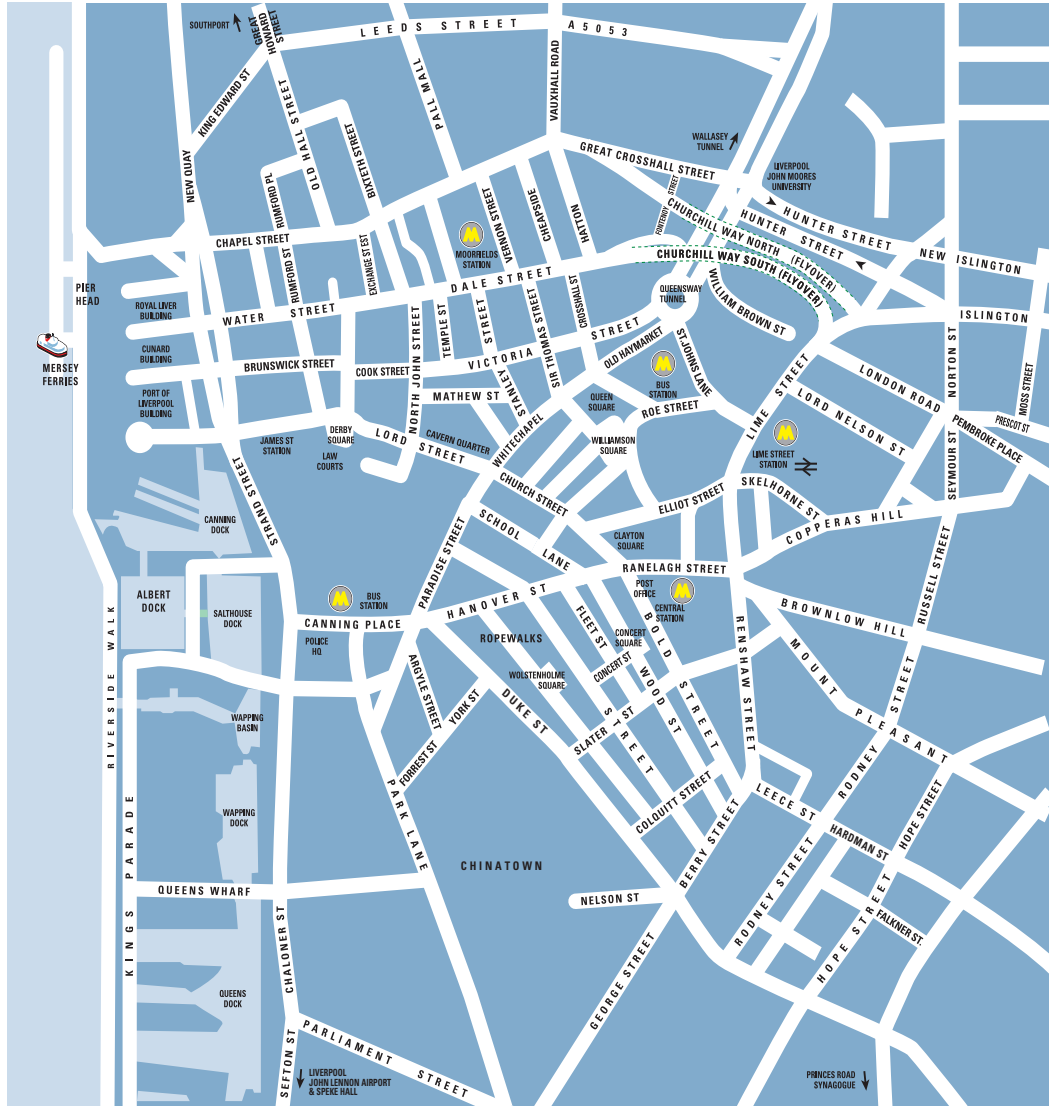 SOUTHPORT
GREAT
HOWARD
STREET
LEEDS STREET
A5053
KING EDWARD ST
OLD HALL STREET
PALL MALL
VAUXHALL ROAD
WALLASEY
TUNNEL
GREAT CROSSHALL STREET
LIVERPOOL
JOHN MOORES
UNIVERSITY
NEW QUAY
RUMFORD PL
BIXTETH STREET
VERNON STREET
CHEAPSIDE
HATTON
FONTENOY
STREET
HUNTER STREET
HUNTER STREET
CHURCHILL WAY NORTH (FLYOVER)
CHURCHILL WAY SOUTH (FLYOVER)
NEW ISLINGTON
CHAPEL STREET
M
MOORFIELDS
STATION
PIER
HEAD
ROYAL LIVER
BUILDING
RUMFORD ST
EXCHANGE ST EST
DALE STREET
QUEENSWAY
TUNNEL
WILLIAM BROWN ST
ISLINGTON
WATER STREET
NORTH JOHN STREET
TEMPLE ST
STANLEY STREET
SIR THOMAS STREET
CROSSHALL ST
VICTORIA STREET
OLD HAYMARKET
ST. JOHNS LANE
CUNARD
BUILDING
MERSEY
FERRIES
BRUNSWICK STREET
COOK STREET
M
BUS
STATION
LIME STREET
LONDON ROAD
NORTON ST
MOSS STREET
PORT OF
LIVERPOOL
BUILDING
MATHEW ST
QUEEN
SQUARE
ROE STREET
LORD NELSON ST
PRESCOT ST
PEMBROKE PLACE
JAMES ST
STATION
DERBY
SQUARE
LAW
COURTS
LORD STREET
CAVERN QUARTER
WHITECHAPEL
WILLIAMSON
SQUARE
M
LIME STREET
STATION
SEYMOUR ST
STRAND STREET
CHURCH STREET
ELLIOT STREET
SKELHORNE ST
COPPERAS HILL
CANNING
DOCK
PARADISE STREET
SCHOOL LANE
CLAYTON
SQUARE
RANELAGH STREET
RUSSELL STREET
ALBERT
DOCK
SALTHOUSE
DOCK
M
BUS
STATION
CANNING PLACE
HANOVER ST
POST
OFFICE
M
CENTRAL
STATION
BROWNLOW HILL
RIVERSIDE WALK
POLICE
HQ
ROPEWALKS
FLEET ST
STREET
CONCERT
SQUARE
CONCERT ST
BOLD STREET
WOOD ST
RENSHAW STREET
MOUNT PLEASANT
ARGYLE STREET
YORK ST
FORREST ST
WOLSTENHOLME
SQUARE
DUKE ST
SLATER ST
WAPPING
BASIN
RODNEY STREET
PARK LANE
COLQUITT STREET
LEECE ST
HARDMAN ST
HOPE STREET
WAPPING
DOCK
KINGS PARADE
CHINATOWN
BERRY STREET
QUEENS WHARF
NELSON ST
RODNEY STREET
HOPE STREET
FALKNER ST.
CHALONER ST
GEORGE STREET
QUEENS
DOCK
SEFTON ST
PARLIAMENT STREET
LIVERPOOL
JOHN LENNON AIRPORT
& SPEKE HALL
PRINCES ROAD
SYNAGOGUE